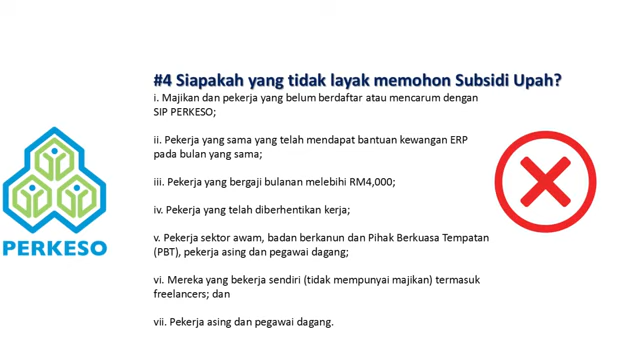 #4 Siapakah yang tidak layak memohon Subsidi Upah?
i. Majikan dan pekerja yang belum berdaftar atau mencarum dengan
SIP PERKESO;
ii. Pekerja yang sama yang telah mendapat bantuan kewangan ERP
pada bulan yang sama;
iii. Pekerja yang bergaji bulanan melebihi RM4,000;
iv. Pekerja yang telah diberhentikan kerja;
v. Pekerja sektor awam, badan berkanun dan Pihak Berkuasa Tempatan
(PBT), pekerja asing dan pegawai dagang;
vi. Mereka yang bekerja sendiri (tidak mempunyai majikan) termasuk
freelancers; dan
vii. Pekerja asing dan pegawai dagang.
PERKESO